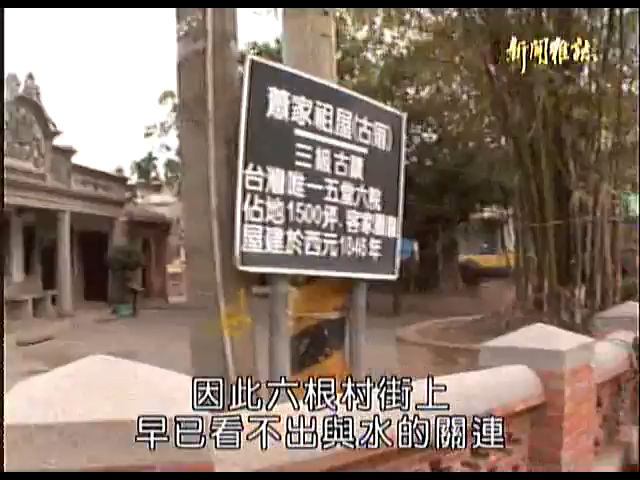 新聞雜誌
蕭家祖屋(古厝)
三級古蹟
台灣唯一五堂六院
佔地1500坪、客家圍龍
屋建於西元1848年
因此六根村街上
早已看不出與水的關連